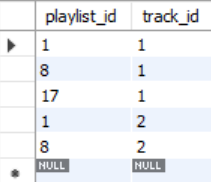 playlist_id track_id
1 1
8 1
17 1
1 2
8 2
NULL NULL